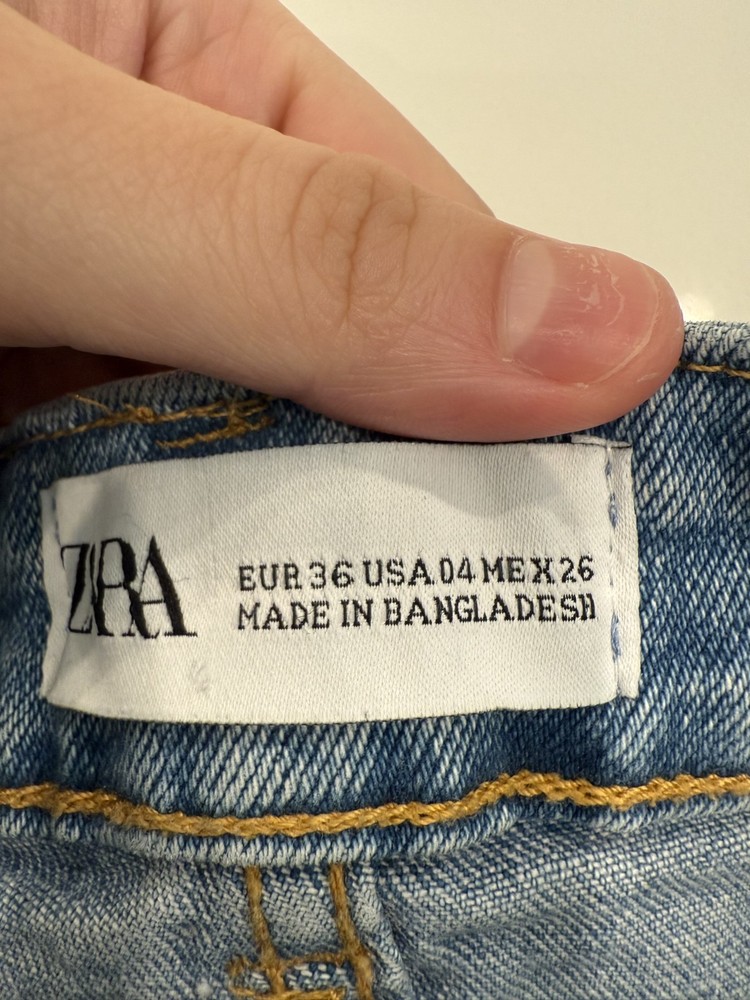 ZARA
EUR 36 USA 04 MEX 26
MADE IN BANGLADESH